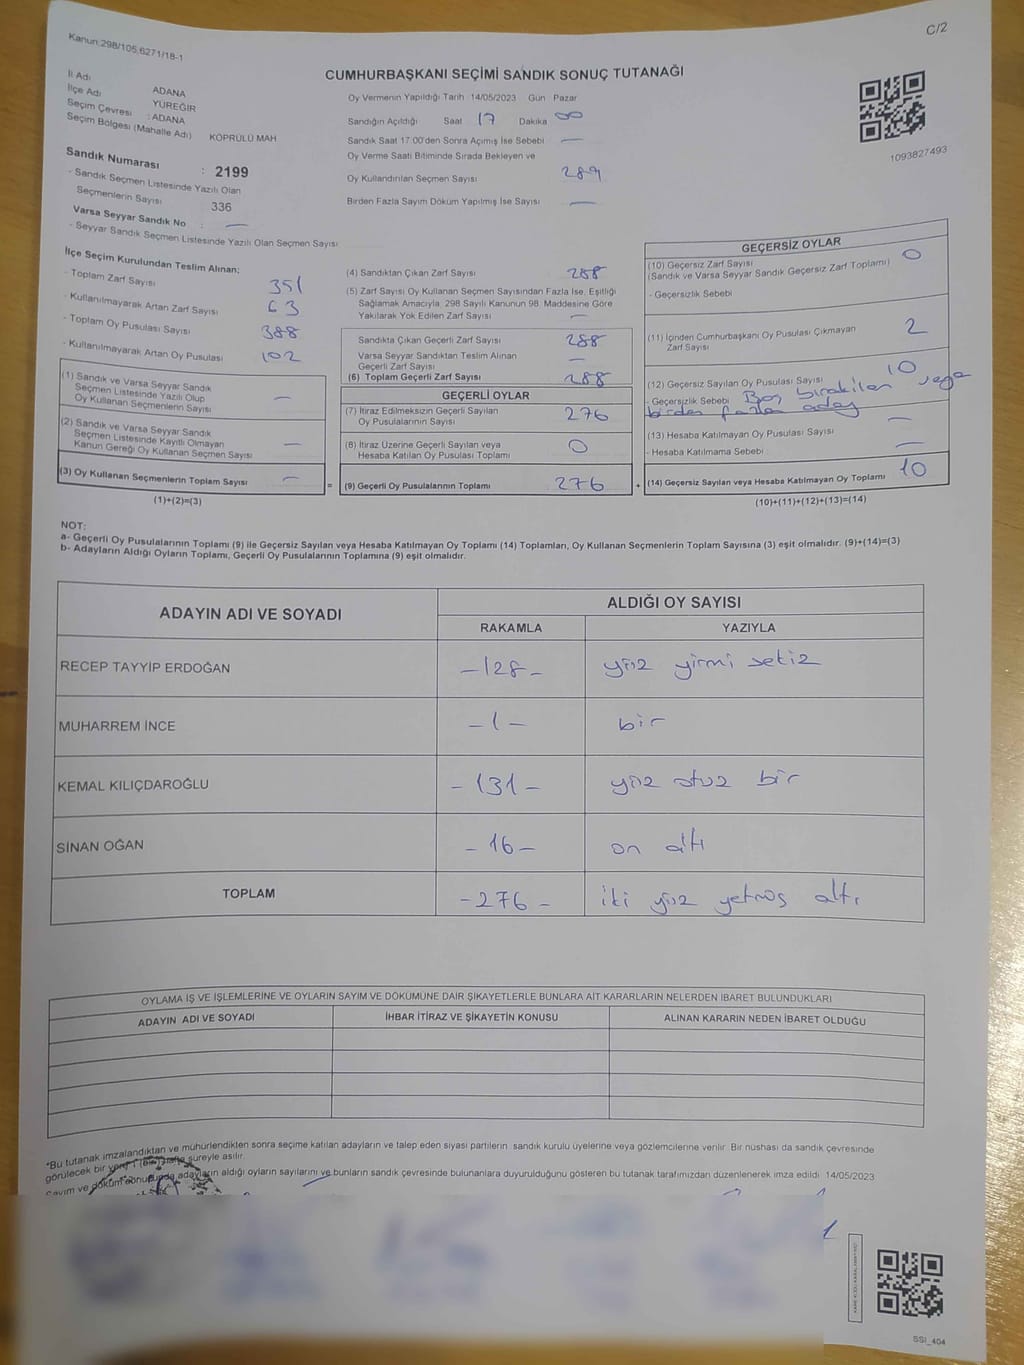 C/2
Kanun:298/105;6271/18-1
CUMHURBAŞKANI SEÇİMİ SANDIK SONUÇ TUTANAĞI
İl Adı ADANA
İlçe Adı YÜREĞİR
Seçim Çevresi : ADANA
Seçim Bölgesi (Mahalle Adı) KÖPRÜLÜ MAH
Sandık Numarası : 2199
- Sandık Seçmen Listesinde Yazılı Olan
Seçmenlerin Sayısı 336
Varsa Seyyar Sandık No : —
- Seyyar Sandık Seçmen Listesinde Yazılı Olan Seçmen Sayısı
Oy Vermenin Yapıldığı Tarih :14/05/2023 Gün Pazar
Sandığın Açıldığı Saat 17 Dakika 00
Sandık Saat 17:00'den Sonra Açımış İse Sebebi —
Oy Verme Saati Bitiminde Sırada Bekleyen ve
Oy Kullandırılan Seçmen Sayısı 289
Birden Fazla Sayım Döküm Yapılmış İse Sayısı —
1093827493
İlçe Seçim Kurulundan Teslim Alınan;
- Toplam Zarf Sayısı 351
- Kullanılmayarak Artan Zarf Sayısı 63
- Toplam Oy Pusulası Sayısı 388
- Kullanılmayarak Artan Oy Pusulası 102
(1) Sandık ve Varsa Seyyar Sandık
Seçmen Listesinde Yazılı Olup
Oy Kullanan Seçmenlerin Sayısı —
(2) Sandık ve Varsa Seyyar Sandık
Seçmen Listesinde Kayıtlı Olmayan
Kanun Gereği Oy Kullanan Seçmen Sayısı —
(3) Oy Kullanan Seçmenlerin Toplam Sayısı —
(1)+(2)=(3)
(4) Sandıktan Çıkan Zarf Sayısı 288
(5) Zarf Sayısı Oy Kullanan Seçmen Sayısından Fazla İse, Eşitliği
Sağlamak Amacıyla, 298 Sayılı Kanunun 98. Maddesine Göre
Yakılarak Yok Edilen Zarf Sayısı —
Sandıkta Çıkan Geçerli Zarf Sayısı 288
Varsa Seyyar Sandıktan Teslim Alınan
Geçerli Zarf Sayısı —
(6) Toplam Geçerli Zarf Sayısı 288
GEÇERLİ OYLAR
(7) İtiraz Edilmeksizin Geçerli Sayılan
Oy Pusulalarının Sayısı 276
(8) İtiraz Üzerine Geçerli Sayılan veya
Hesaba Katılan Oy Pusulası Toplamı 0
= (9) Geçerli Oy Pusulalarının Toplamı 276 +
GEÇERSİZ OYLAR
(10) Geçersiz Zarf Sayısı 0
(Sandık ve Varsa Seyyar Sandık Geçersiz Zarf Toplamı)
- Geçersizlik Sebebi
(11) İçinden Cumhurbaşkanı Oy Pusulası Çıkmayan
Zarf Sayısı 2
(12) Geçersiz Sayılan Oy Pusulası Sayısı 10
- Geçersizlik Sebebi Boş bırakılan veya
birden fazla aday
(13) Hesaba Katılmayan Oy Pusulası Sayısı —
- Hesaba Katılmama Sebebi —
(14) Geçersiz Sayılan veya Hesaba Katılmayan Oy Toplamı 10
(10)+(11)+(12)+(13)=(14)
NOT:
a- Geçerli Oy Pusulalarının Toplamı (9) ile Geçersiz Sayılan veya Hesaba Katılmayan Oy Toplamı (14) Toplamları, Oy Kullanan Seçmenlerin Toplam Sayısına (3) eşit olmalıdır. (9)+(14)=(3)
b- Adayların Aldığı Oyların Toplamı, Geçerli Oy Pusulalarının Toplamına (9) eşit olmalıdır.
ADAYIN ADI VE SOYADI ALDIĞI OY SAYISI
RAKAMLA YAZIYLA
RECEP TAYYİP ERDOĞAN -128- yüz yirmi sekiz
MUHARREM İNCE -1- bir
KEMAL KILIÇDAROĞLU -131- yüz otuz bir
SİNAN OĞAN -16- on altı
TOPLAM -276- iki yüz yetmiş altı
OYLAMA İŞ VE İŞLEMLERİNE VE OYLARIN SAYIM VE DÖKÜMÜNE DAİR ŞİKAYETLERLE BUNLARA AİT KARARLARIN NELERDEN İBARET BULUNDUKLARI
ADAYIN ADI VE SOYADI İHBAR İTİRAZ VE ŞİKAYETİN KONUSU ALINAN KARARIN NEDEN İBARET OLDUĞU
*Bu tutanak imzalandıktan ve mühürlendikten sonra seçime katılan adayların ve talep eden siyasi partilerin sandık kurulu üyelerine veya gözlemcilerine verilir. Bir nüshası da sandık çevresinde
görülecek bir yere 1 (bir) hafta süreyle asılır.
Sayım ve döküm sonucunda adayların aldığı oyların sayılarını ve bunların sandık çevresinde bulunanlara duyurulduğunu gösteren bu tutanak tarafımızdan düzenlenerek imza edildi. 14/05/2023
SSI_404